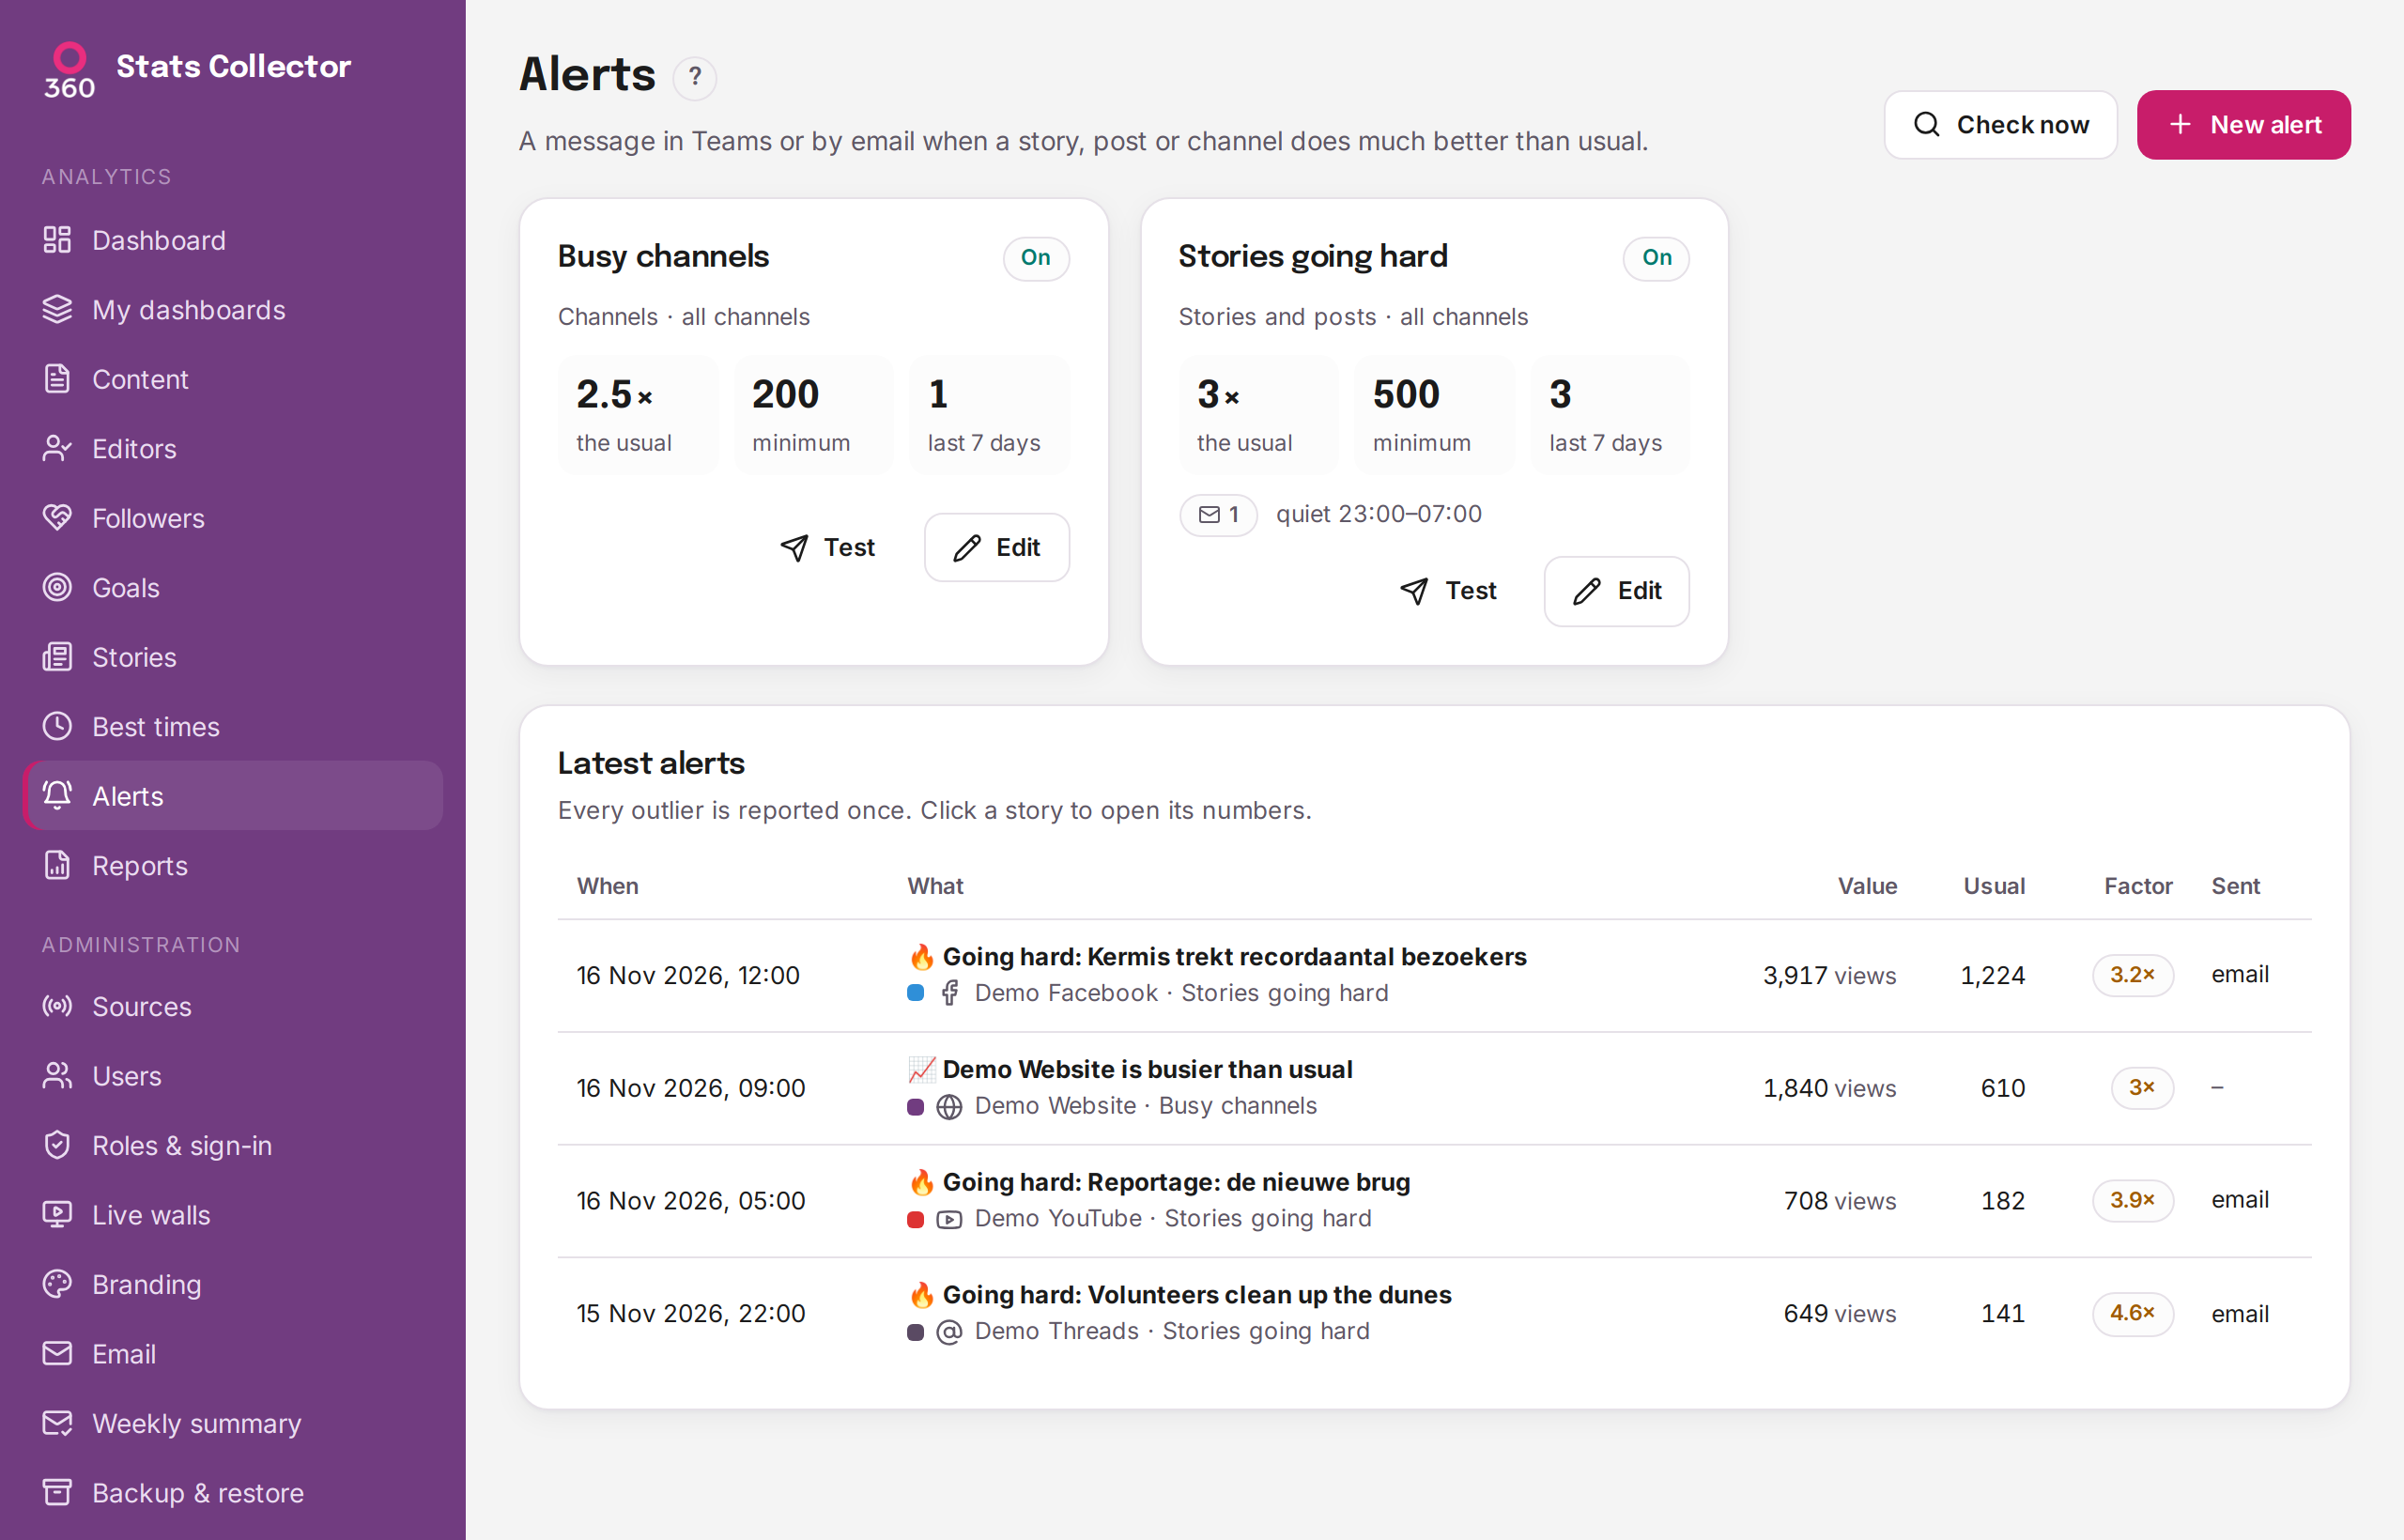 360
Stats Collector
ANALYTICS
Dashboard
My dashboards
Content
Editors
Followers
Goals
Stories
Best times
Alerts
Reports
ADMINISTRATION
Sources
Users
Roles & sign-in
Live walls
Branding
Email
Weekly summary
Backup & restore
Alerts ?
A message in Teams or by email when a story, post or channel does much better than usual.
Check now
New alert
Busy channels On
Channels · all channels
2.5× 200 1
the usual minimum last 7 days
Test Edit
Stories going hard On
Stories and posts · all channels
3× 500 3
the usual minimum last 7 days
1 quiet 23:00–07:00
Test Edit
Latest alerts
Every outlier is reported once. Click a story to open its numbers.
When What Value Usual Factor Sent
16 Nov 2026, 12:00 🔥 Going hard: Kermis trekt recordaantal bezoekers 3,917 views 1,224 3.2× email
Demo Facebook · Stories going hard
16 Nov 2026, 09:00 📈 Demo Website is busier than usual 1,840 views 610 3× –
Demo Website · Busy channels
16 Nov 2026, 05:00 🔥 Going hard: Reportage: de nieuwe brug 708 views 182 3.9× email
Demo YouTube · Stories going hard
15 Nov 2026, 22:00 🔥 Going hard: Volunteers clean up the dunes 649 views 141 4.6× email
Demo Threads · Stories going hard